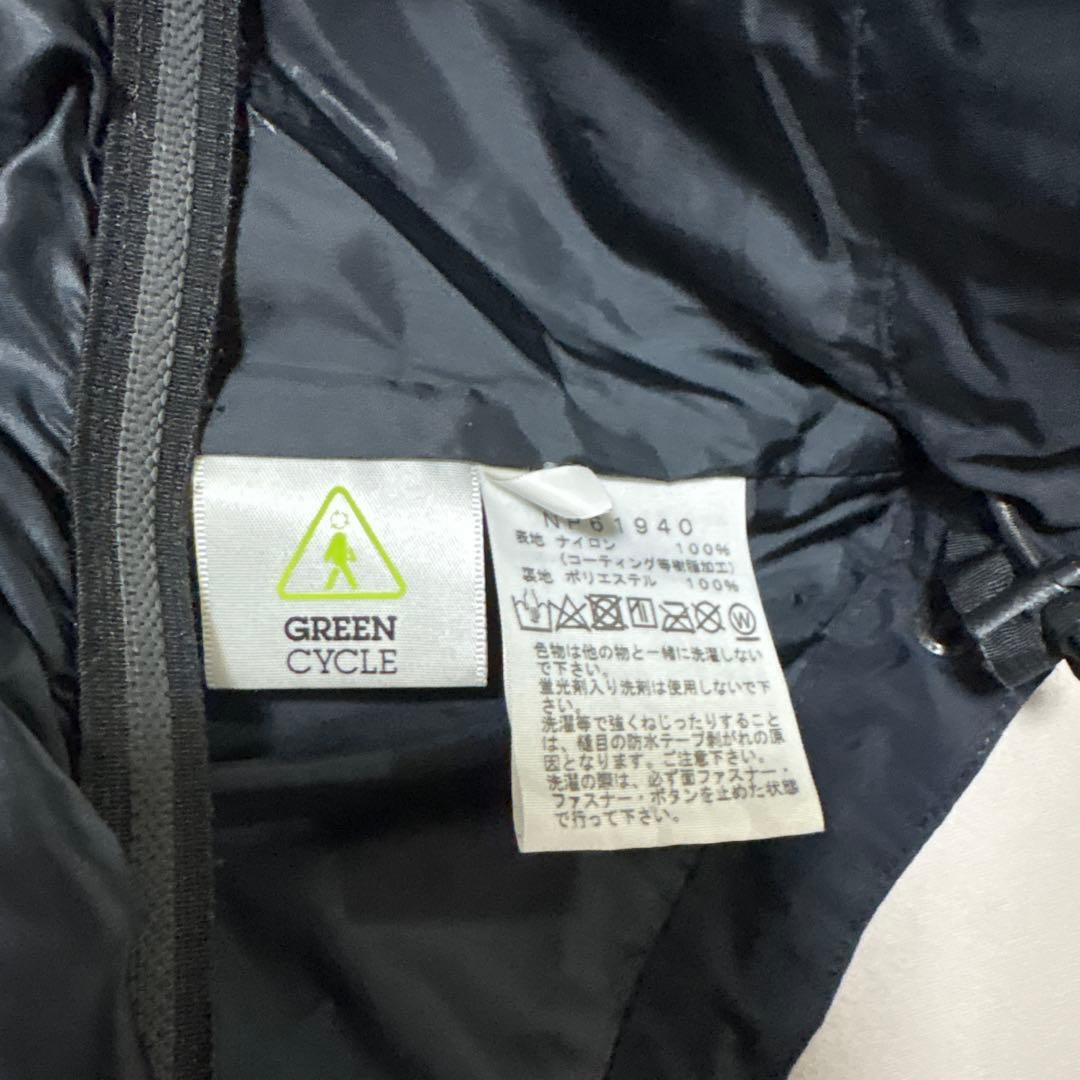 GREEN
CYCLE
NP61940
表地 ナイロン 100%
(コーティング等樹脂加工)
裏地 ポリエステル 100%
W
色物は他の物と一緒に洗濯しない
で下さい。
蛍光剤入り洗剤は使用しないで下
さい。
洗濯等で強くねじったりすること
は、縫目の防水テープ剥がれの原
因となります。ご注意下さい。
洗濯の際は、必ず面ファスナー・
ファスナー・ボタンを止めた状態
で行って下さい。